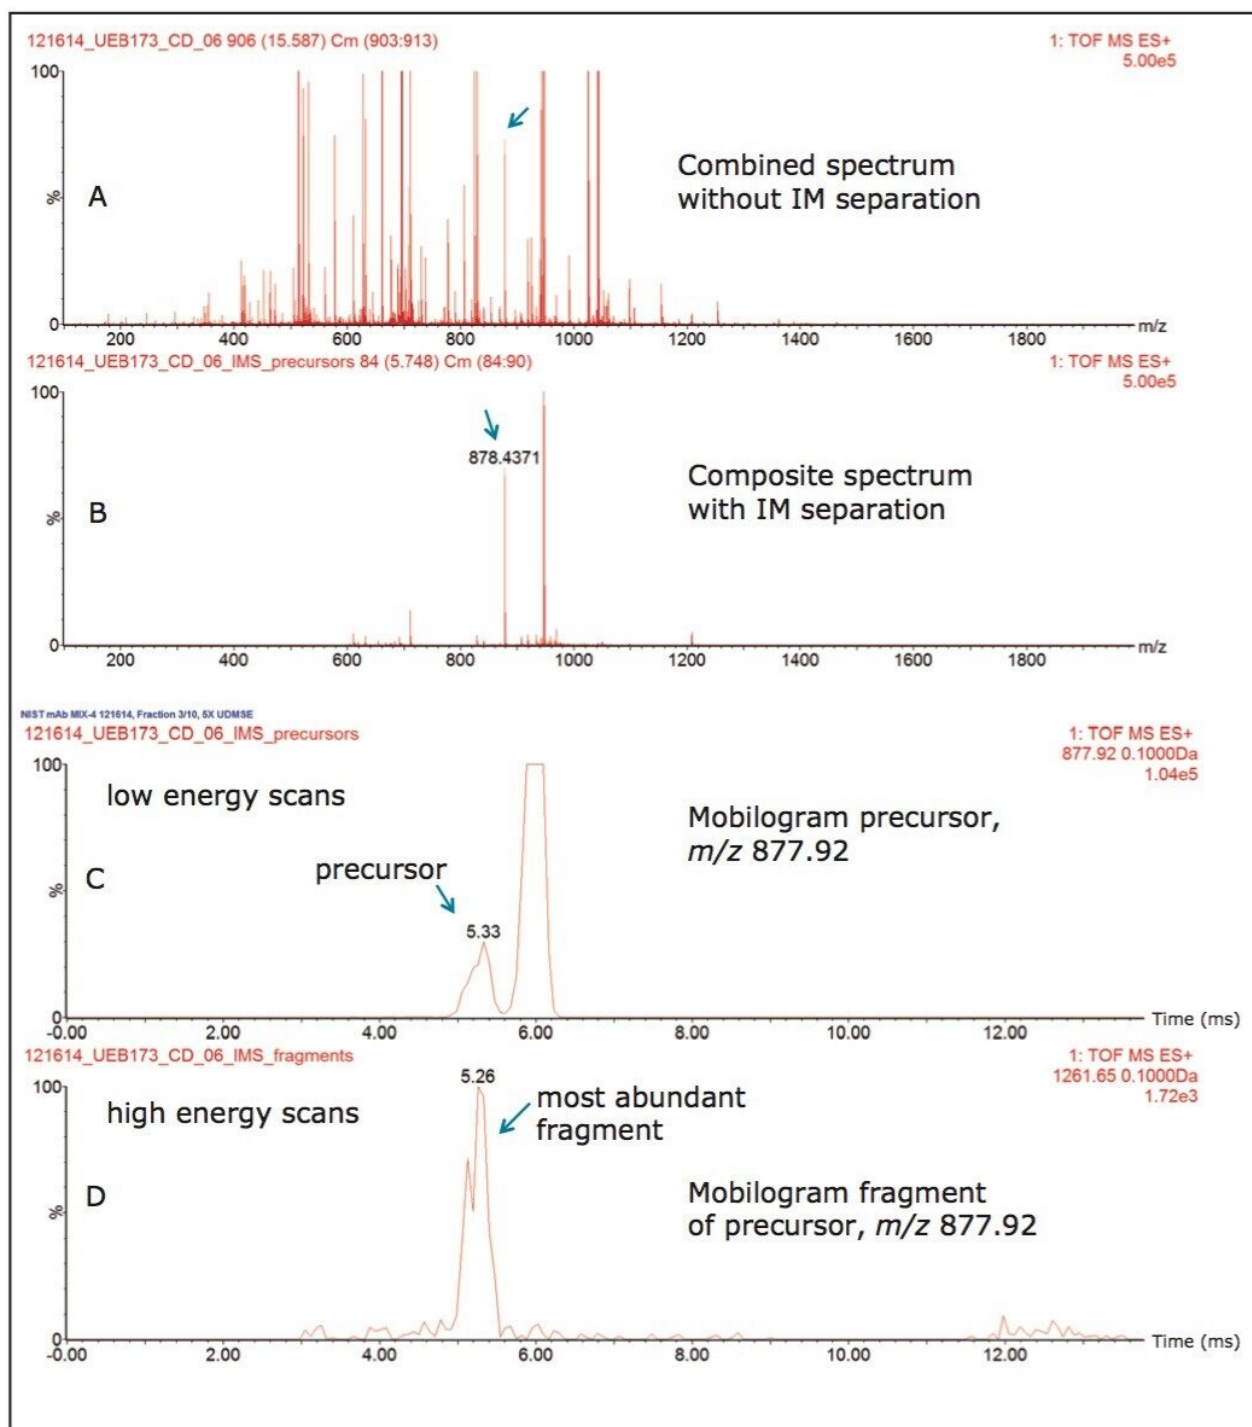 121614_UEB173_CD_06 906 (15.587) Cm (903:913)
1: TOF MS ES+
5.00e5
100
%
0
A
Combined spectrum
without IM separation
200 400 600 800 1000 1200 1400 1600 1800
m/z
121614_UEB173_CD_06_IMS_precursors 84 (5.748) Cm (84:90)
1: TOF MS ES+
5.00e5
100
%
0
B
878.4371
Composite spectrum
with IM separation
200 400 600 800 1000 1200 1400 1600 1800
m/z
NIST mAb MIX-4 121614, Fraction 3/10, 5X UDMSE
121614_UEB173_CD_06_IMS_precursors
1: TOF MS ES+
877.92 0.1000Da
1.04e5
100
%
0
low energy scans
C
precursor
5.33
Mobilogram precursor,
m/z 877.92
-0.00 2.00 4.00 6.00 8.00 10.00 12.00
Time (ms)
121614_UEB173_CD_06_IMS_fragments
1: TOF MS ES+
1261.65 0.1000Da
1.72e3
100
%
0
high energy scans
D
5.26
most abundant
fragment
Mobilogram fragment
of precursor, m/z 877.92
-0.00 2.00 4.00 6.00 8.00 10.00 12.00
Time (ms)